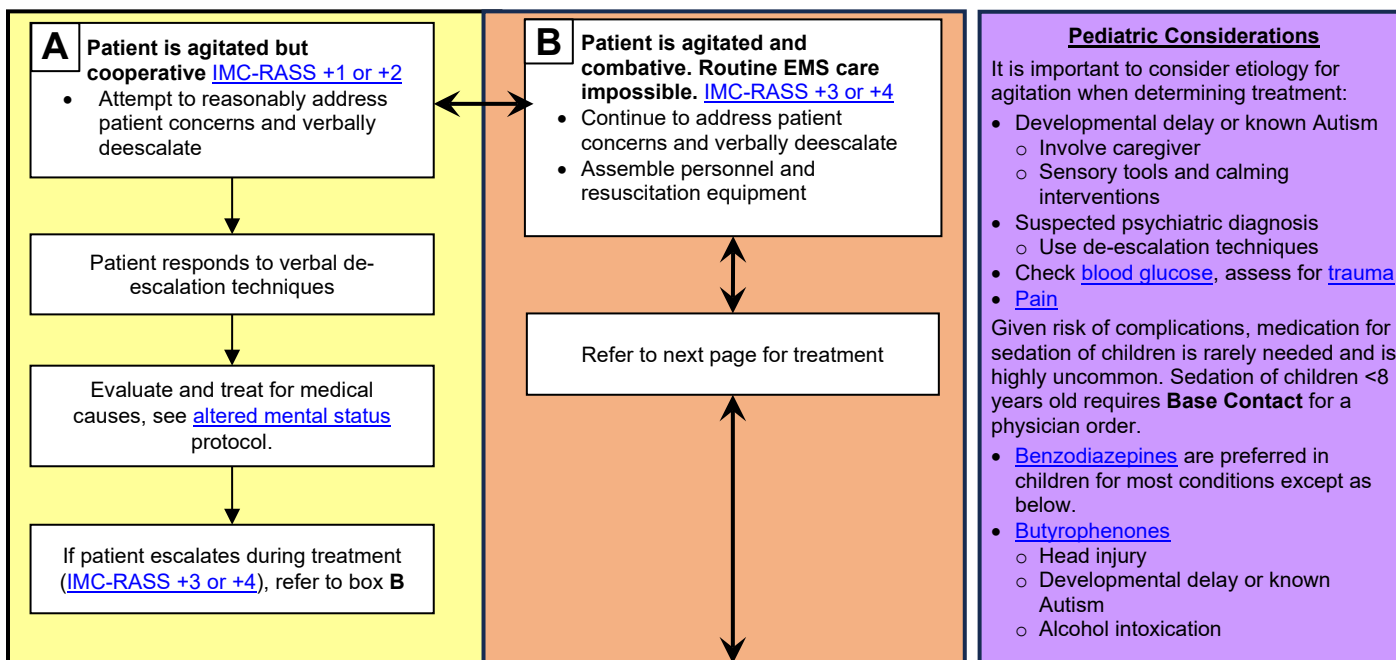 A
Patient is agitated but
cooperative IMC-RASS +1 or +2
• Attempt to reasonably address
patient concerns and verbally
deescalate
Patient responds to verbal de-
escalation techniques
Evaluate and treat for medical
causes, see altered mental status
protocol.
If patient escalates during treatment
(IMC-RASS +3 or +4), refer to box B
B
Patient is agitated and
combative. Routine EMS care
impossible. IMC-RASS +3 or +4
• Continue to address patient
concerns and verbally deescalate
• Assemble personnel and
resuscitation equipment
Refer to next page for treatment
Pediatric Considerations
It is important to consider etiology for
agitation when determining treatment:
• Developmental delay or known Autism
o Involve caregiver
o Sensory tools and calming
interventions
• Suspected psychiatric diagnosis
o Use de-escalation techniques
• Check blood glucose, assess for trauma
• Pain
Given risk of complications, medication for
sedation of children is rarely needed and is
highly uncommon. Sedation of children <8
years old requires Base Contact for a
physician order.
• Benzodiazepines are preferred in
children for most conditions except as
below.
• Butyrophenones
o Head injury
o Developmental delay or known
Autism
o Alcohol intoxication